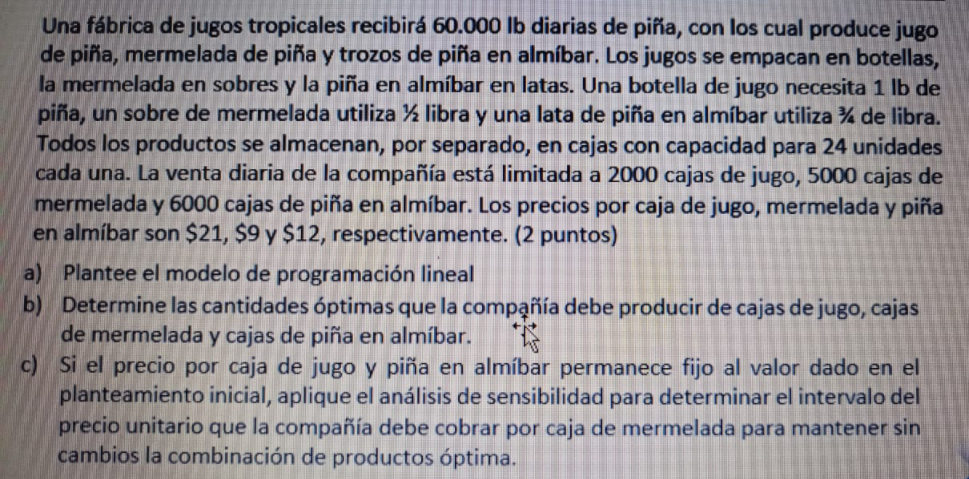 Una fábrica de jugos tropicales recibirá 60.000 lb diarias de piña, con los cual produce jugo
de piña, mermelada de piña y trozos de piña en almíbar. Los jugos se empacan en botellas,
la mermelada en sobres y la piña en almíbar en latas. Una botella de jugo necesita 1 lb de
piña, un sobre de mermelada utiliza ½ libra y una lata de piña en almíbar utiliza ¾ de libra.
Todos los productos se almacenan, por separado, en cajas con capacidad para 24 unidades
cada una. La venta diaria de la compañía está limitada a 2000 cajas de jugo, 5000 cajas de
mermelada y 6000 cajas de piña en almíbar. Los precios por caja de jugo, mermelada y piña
en almíbar son $21, $9 y $12, respectivamente. (2 puntos)
a) Plantee el modelo de programación lineal
b) Determine las cantidades óptimas que la compañía debe producir de cajas de jugo, cajas
de mermelada y cajas de piña en almíbar.
c) Si el precio por caja de jugo y piña en almíbar permanece fijo al valor dado en el
planteamiento inicial, aplique el análisis de sensibilidad para determinar el intervalo del
precio unitario que la compañía debe cobrar por caja de mermelada para mantener sin
cambios la combinación de productos óptima.